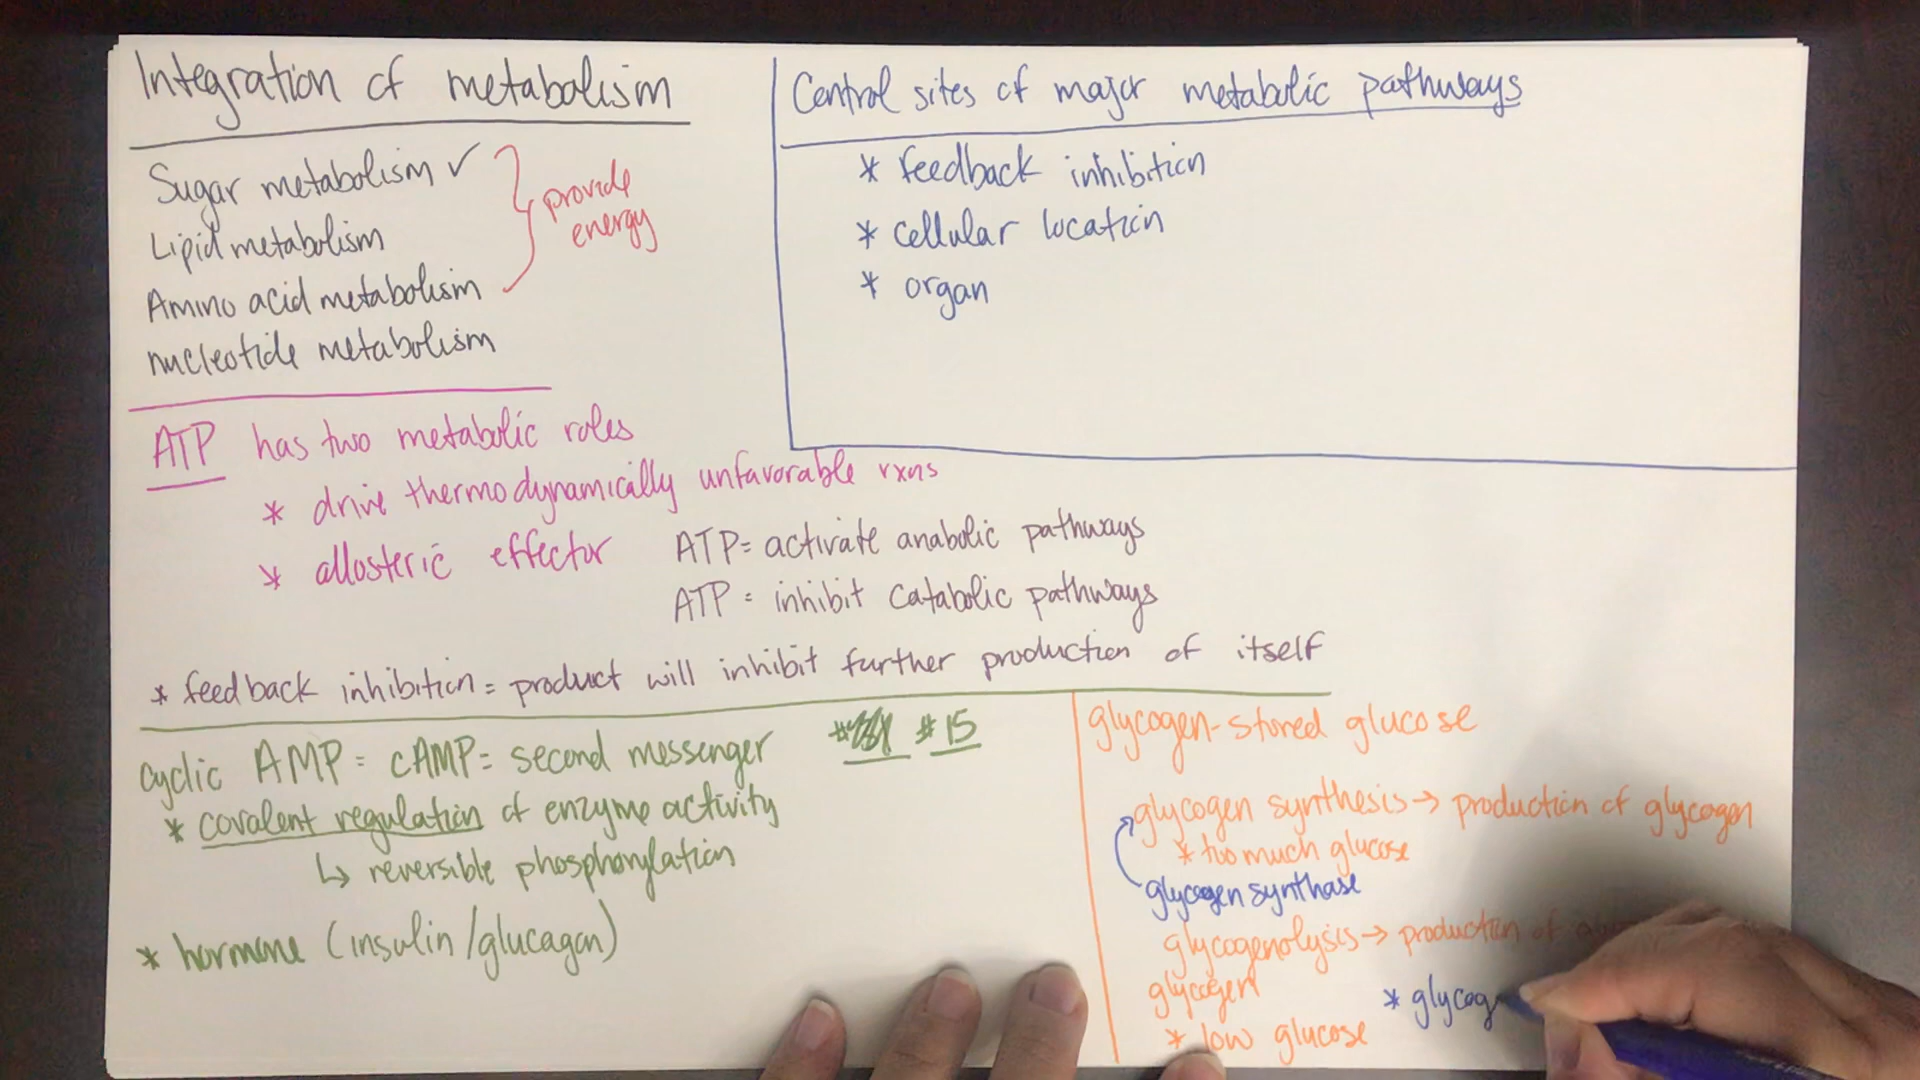 Integration of metabolism
Sugar metabolism ✓
Lipid metabolism
Amino acid metabolism
nucleotide metabolism
provide
energy
Control sites of major metabolic pathways
* feedback inhibition
* cellular location
* organ
ATP has two metabolic roles
* drive thermodynamically unfavorable rxns
* allosteric effector
ATP = activate anabolic pathways
ATP = inhibit catabolic pathways
* feedback inhibition = product will inhibit further production of itself
cyclic AMP = cAMP = second messenger
# #15
* covalent regulation of enzyme activity
↳ reversible phosphorylation
* hormone (insulin/glucagon)
glycogen - stored glucose
glycogen synthesis → production of glycogen
* too much glucose
glycogen synthase
glycogenolysis → production of
glycogen
* low glucose
* glycog